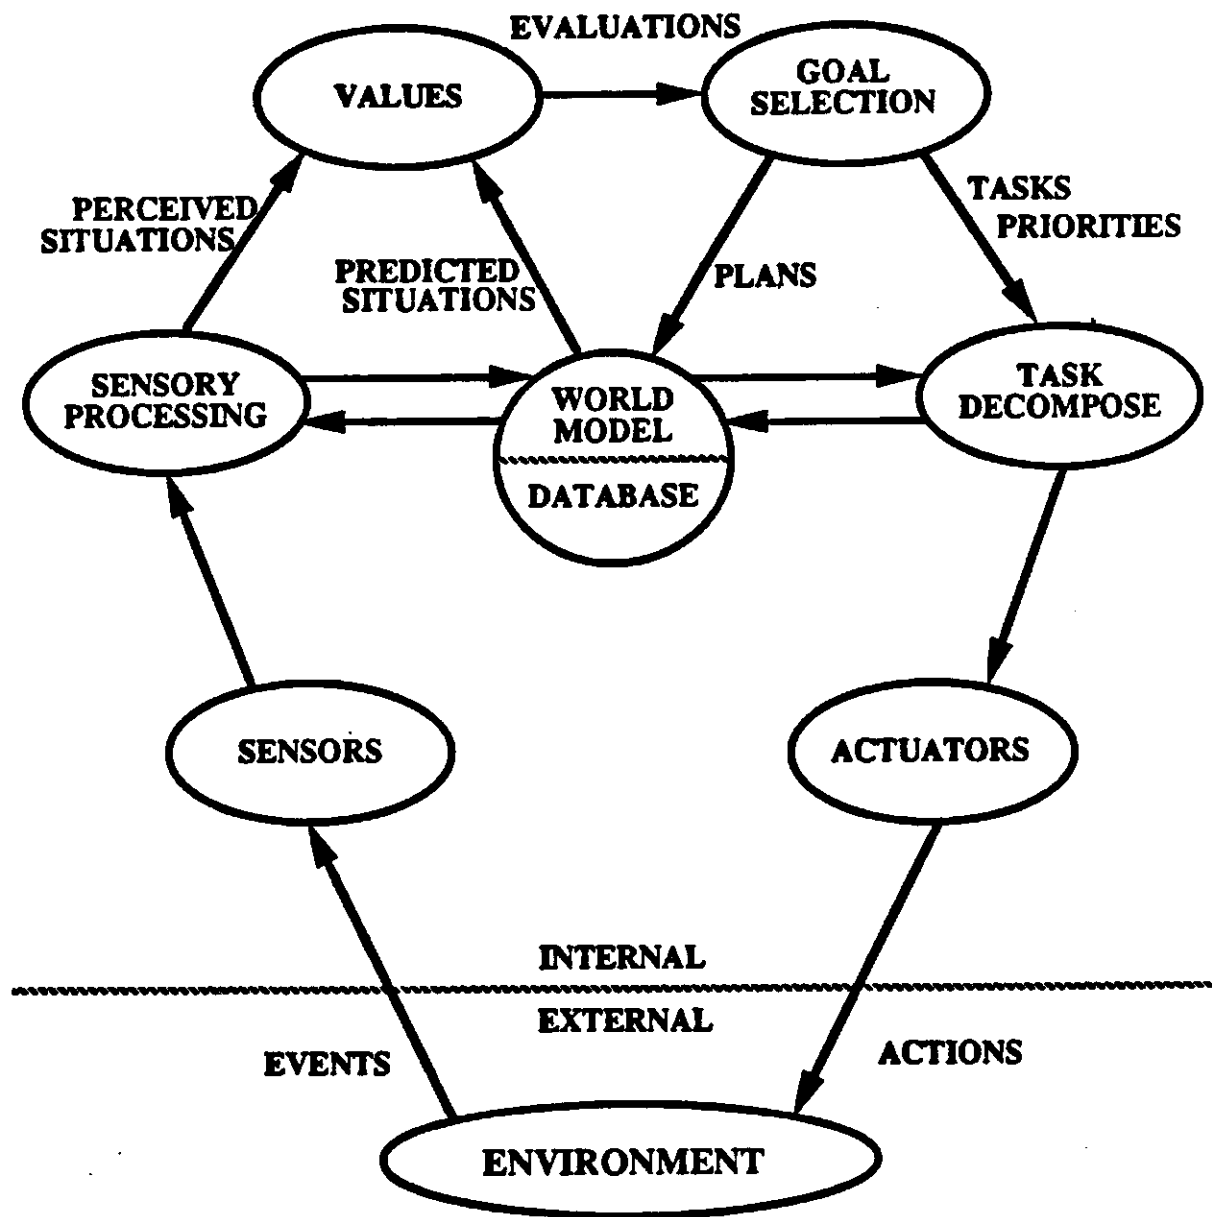 EVALUATIONS
VALUES
GOAL
SELECTION
PERCEIVED
SITUATIONS
PREDICTED
SITUATIONS
PLANS
TASKS
PRIORITIES
SENSORY
PROCESSING
WORLD
MODEL
DATABASE
TASK
DECOMPOSE
SENSORS
ACTUATORS
INTERNAL
EXTERNAL
EVENTS
ACTIONS
ENVIRONMENT